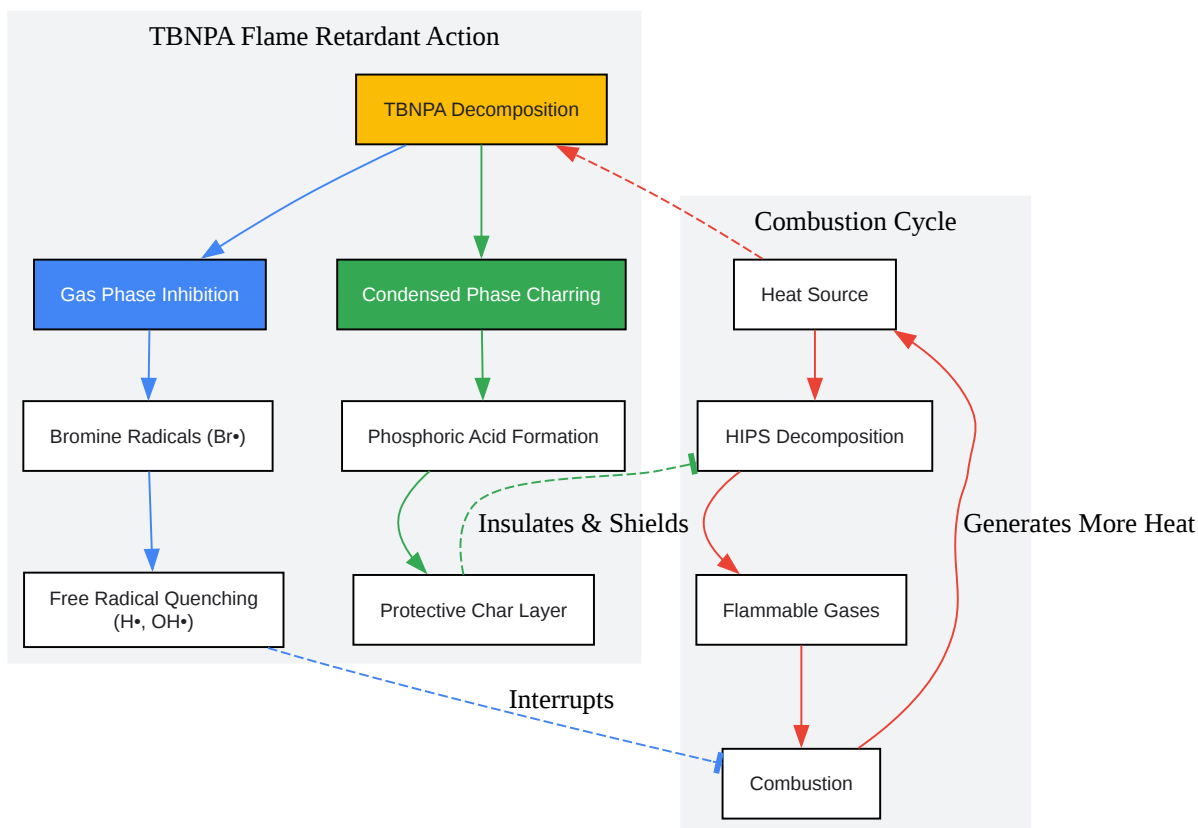 TBNPA Flame Retardant Action
TBNPA Decomposition
Combustion Cycle
Gas Phase Inhibition
Condensed Phase Charring
Heat Source
Bromine Radicals (Br•)
Phosphoric Acid Formation
HIPS Decomposition
Insulates & Shields
Generates More Heat
Free Radical Quenching
(H•, OH•)
Protective Char Layer
Flammable Gases
Interrupts
Combustion